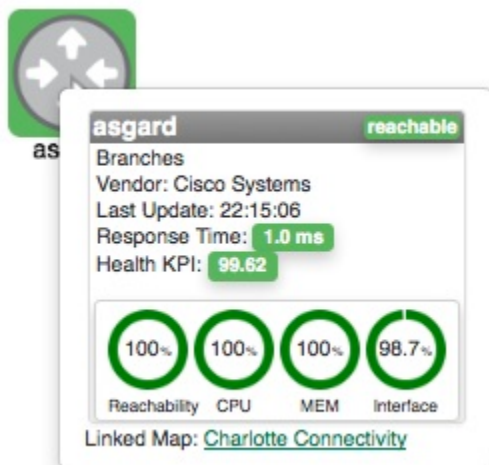 as
asgard reachable
Branches
Vendor: Cisco Systems
Last Update: 22:15:06
Response Time: 1.0 ms
Health KPI: 99.62
100% 100% 100% 98.7%
Reachability CPU MEM Interface
Linked Map: Charlotte Connectivity